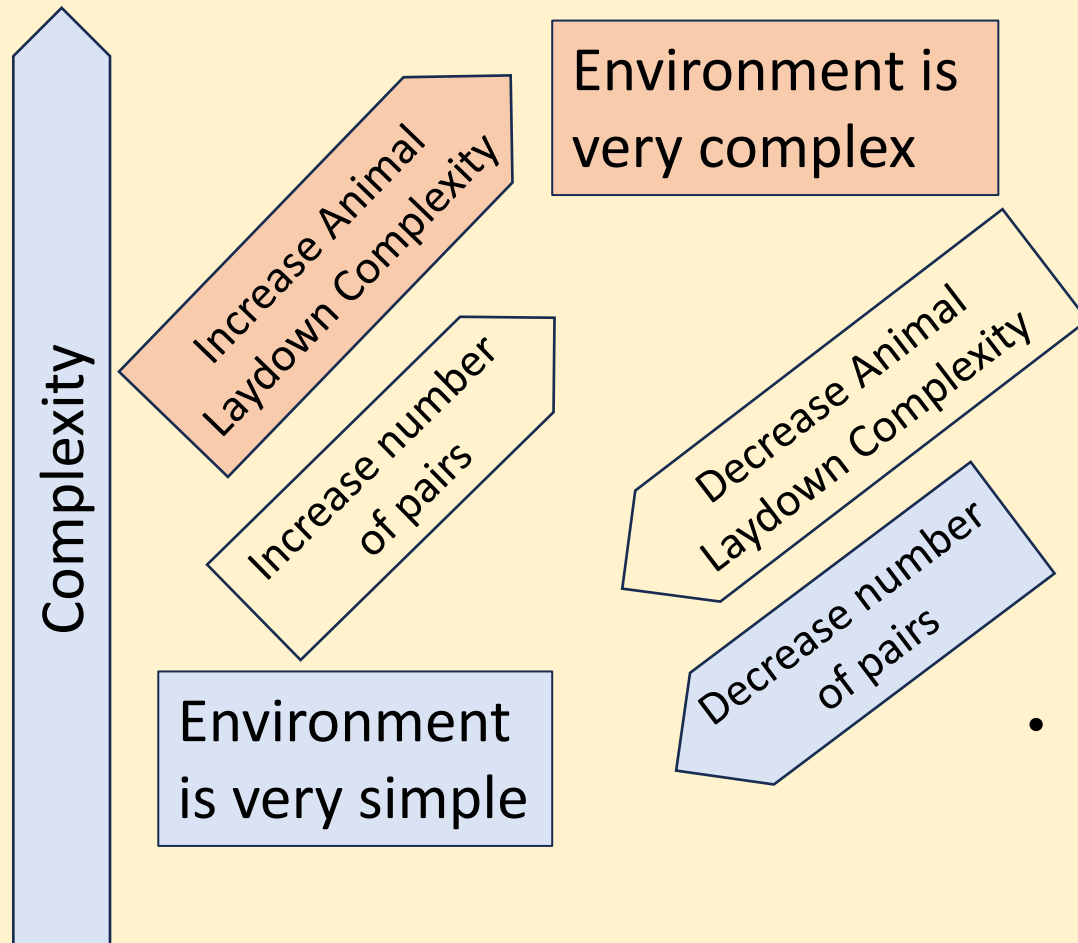 Complexity
Environment is
very complex
Increase Animal
Laydown Complexity
Increase number
of pairs
Decrease Animal
Laydown Complexity
Decrease number
of pairs
Environment
is very simple
•